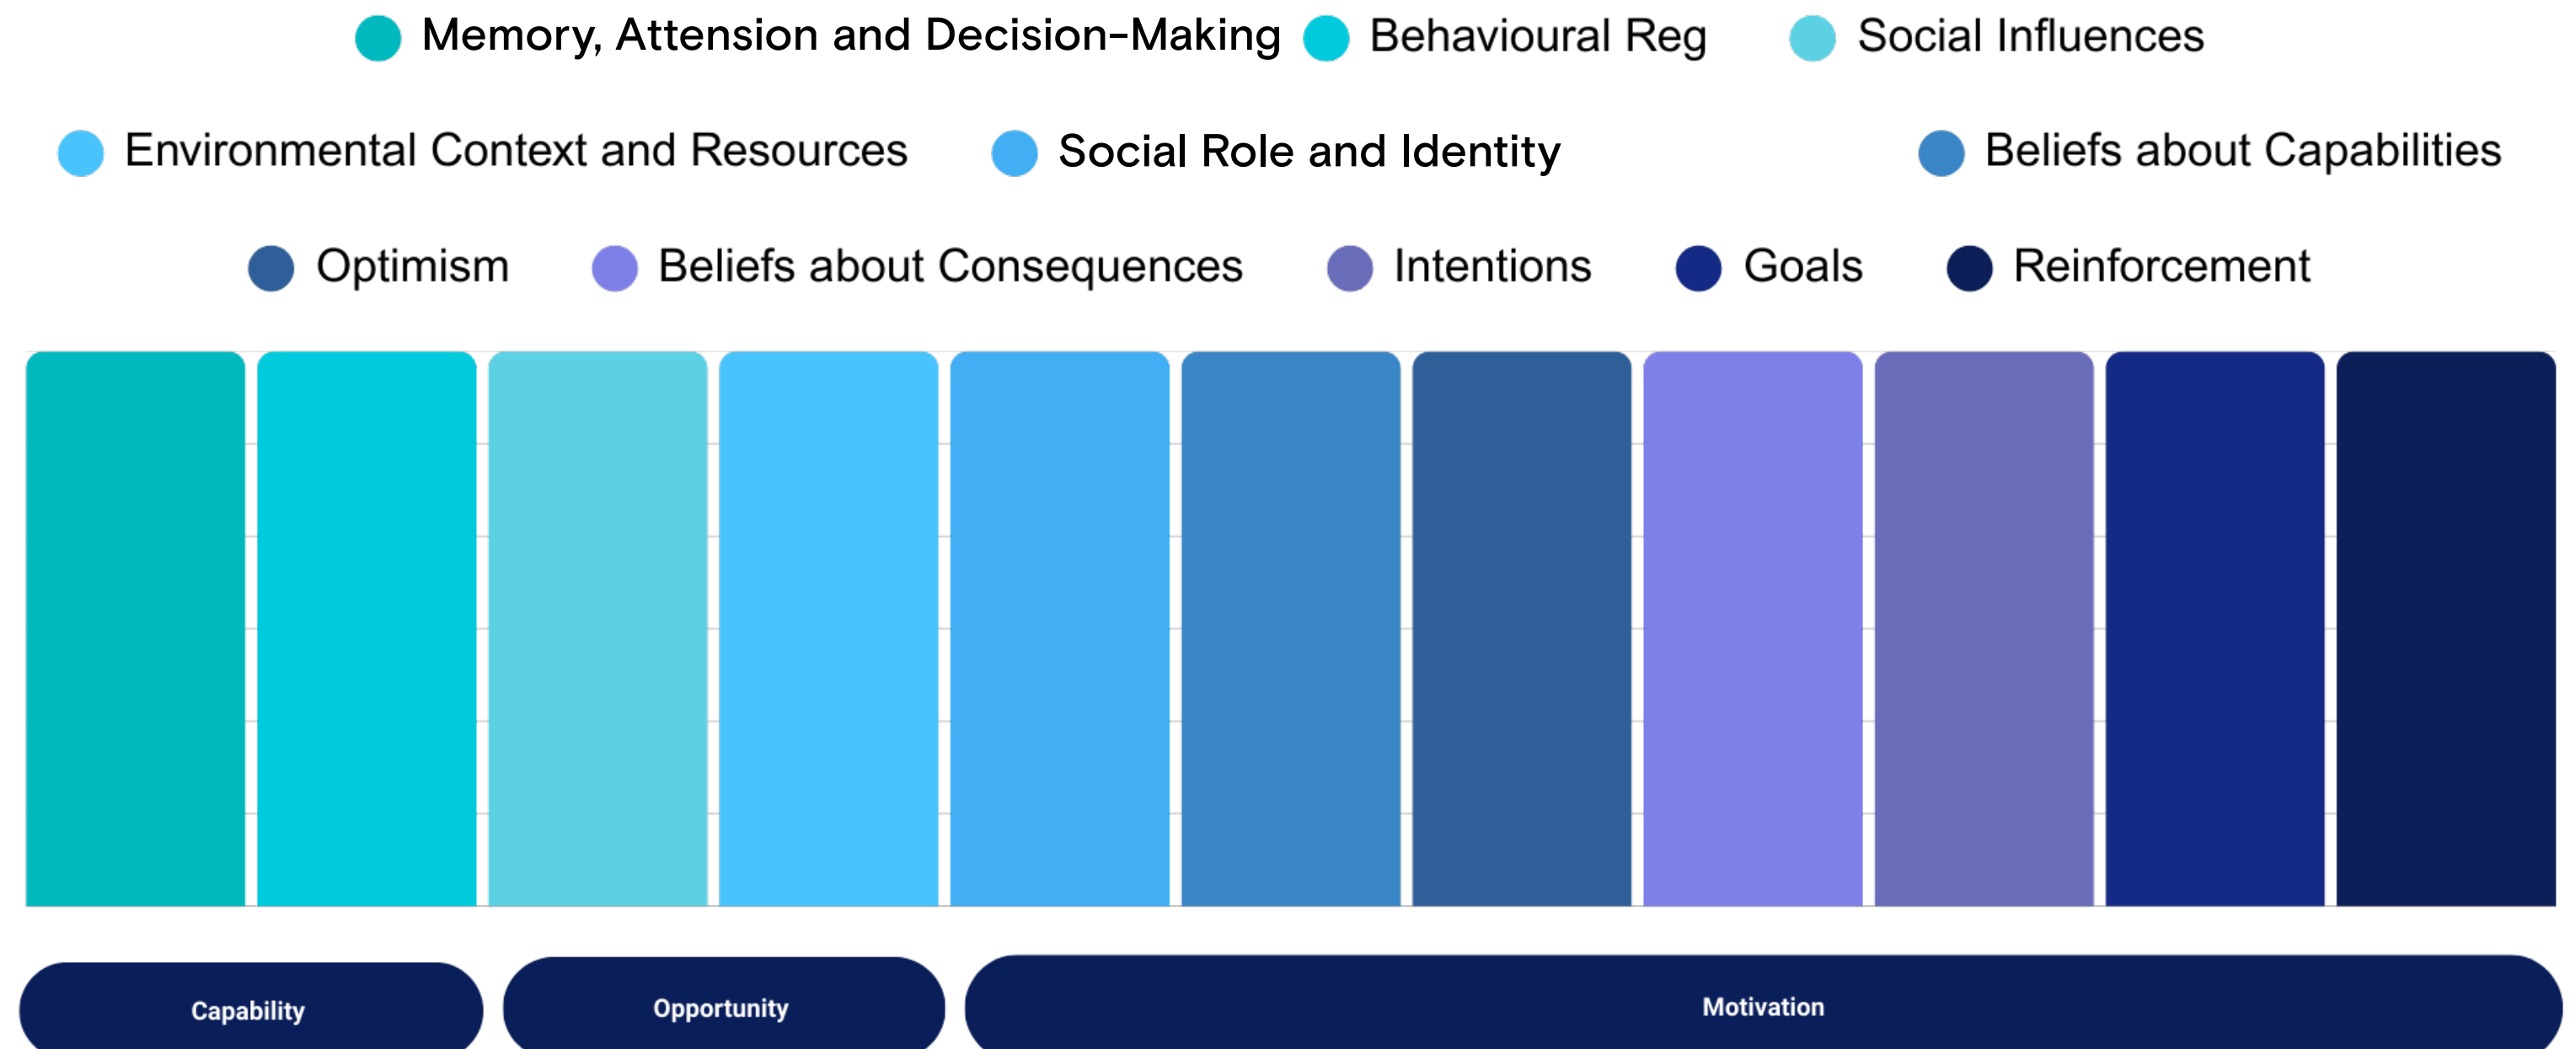 Memory, Attension and Decision-Making Behavioural Reg Social Influences
Environmental Context and Resources Social Role and Identity Beliefs about Capabilities
Optimism Beliefs about Consequences Intentions Goals Reinforcement
Capability Opportunity Motivation